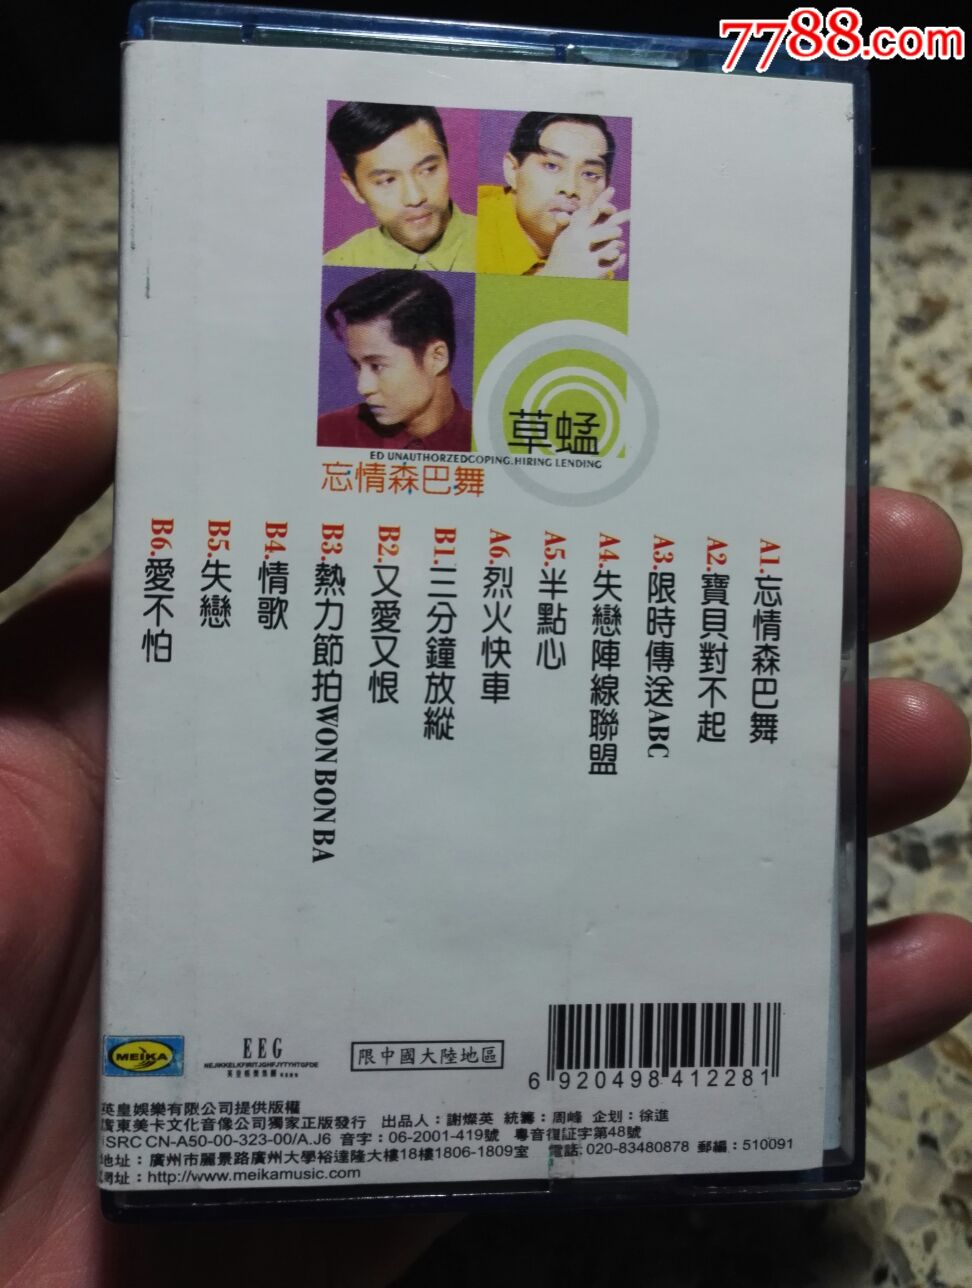 7788.com
草蜢
ED UNAUTHORZEDCOPING.HIRING LENDING
忘情森巴舞
A1.忘情森巴舞
A2.寶貝對不起
A3.限時傳送ABC
A4.失戀陣線聯盟
A5.半點心
A6.烈火快車
B1.三分鐘放縱
B2.又愛又恨
B3.熱力節拍WON BON BA
B4.情歌
B5.失戀
B6.愛不怕
MEIKA
EEG
限中國大陸地區
6 920498 412281
英皇娛樂有限公司提供版權
廣東美卡文化音像公司獨家正版發行 出品人：謝燦英 統籌：周峰 企划：徐進
ISRC CN-A50-00-323-00/A.J6 音字：06-2001-419號 粵音復証字第48號
地址：廣州市麗景路廣州大學裕達隆大樓18樓1806-1809室 電話:020-83480878 郵編：510091
網址：http://www.meikamusic.com